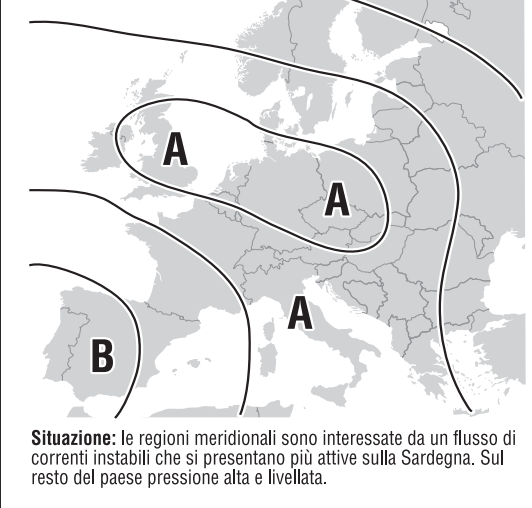 A
A
A
B
Situazione: le regioni meridionali sono interessate da un flusso di
correnti instabili che si presentano più attive sulla Sardegna. Sul
resto del paese pressione alta e livellata.